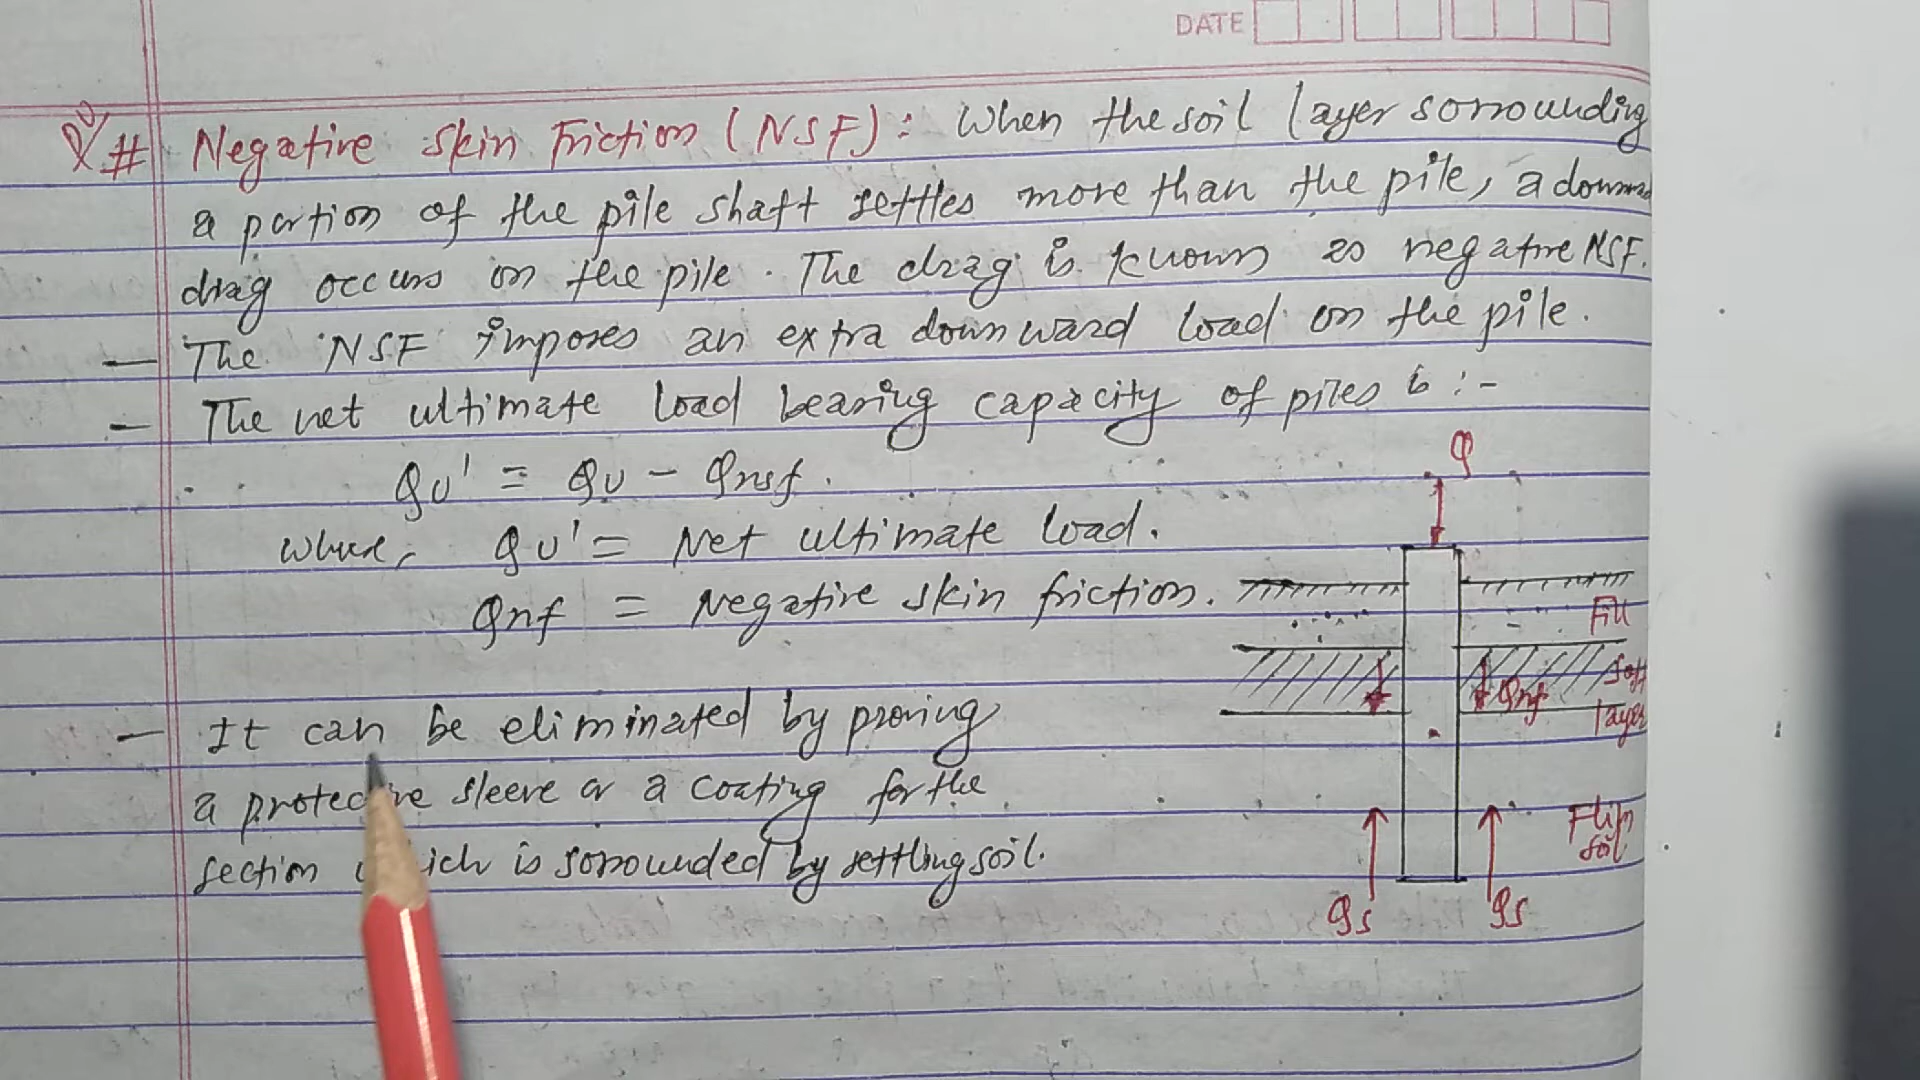 DATE
# Negative Skin Friction (NSF): When the soil layer sorrounding
a portion of the pile shaft settles more than the pile, a
drag occurs on the pile. The drag is known as negative NSF.
— The NSF imposes an extra downward load on the pile.
— The net ultimate load bearing capacity of piles is :-
Qu' = Qu - Qnsf.
where, Qu' = Net ultimate load.
Qnf = Negative skin friction.
— It can be eliminated by proving
a protective sleeve or a coating for the
section which is sorrounded by settling soil.
Q
Fill
Qnf
Soft
layer
soil
Qs Qs